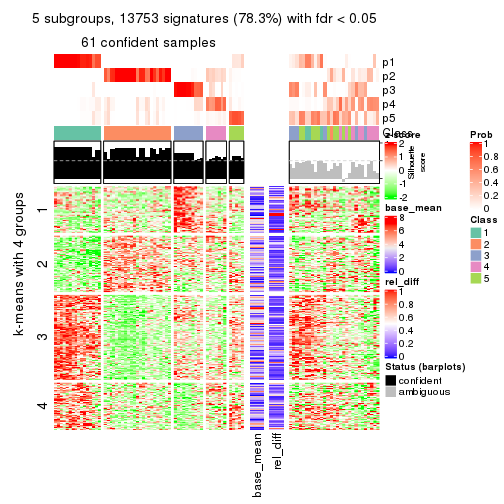 5 subgroups, 13753 signatures (78.3%) with fdr < 0.05
61 confident samples
p1
p2
p3
p4
p5
Class
Silhouette
score
k-means with 4 groups
1
2
3
4
base_mean
rel_diff
z-score
2
1
0
-1
-2
base_mean
8
6
4
2
0
rel_diff
1
0.8
0.6
0.4
0.2
0
Status (barplots)
confident
ambiguous
Prob
1
0.8
0.6
0.4
0.2
0
Class
1
2
3
4
5